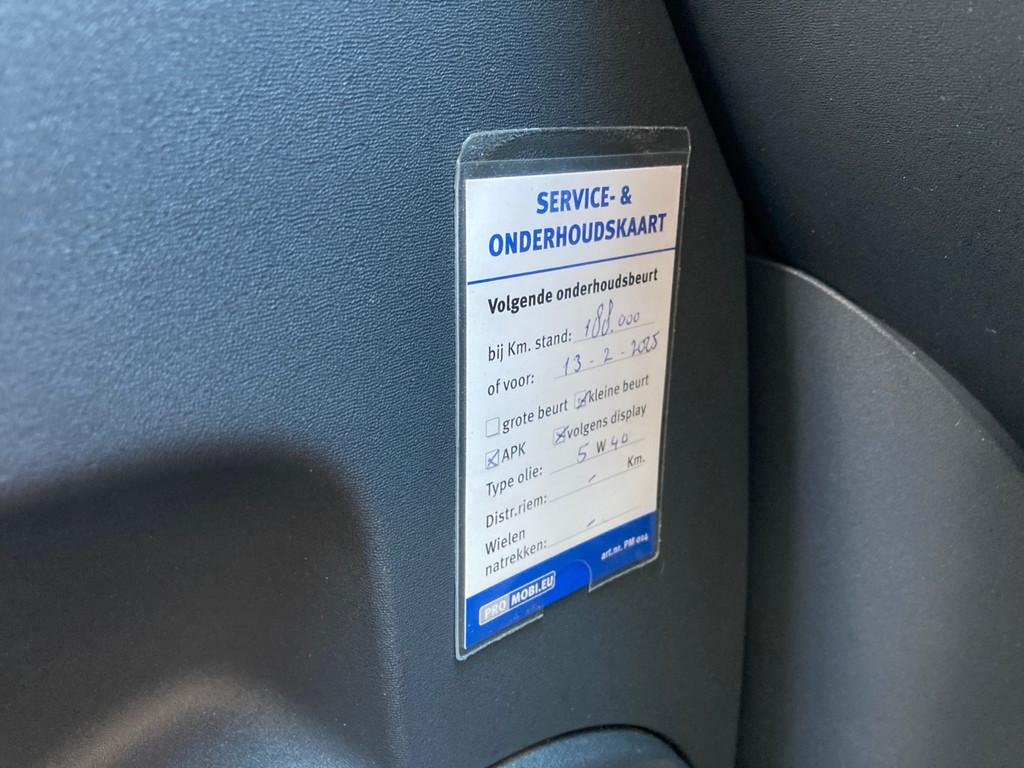 SERVICE- &
ONDERHOUDSKAART
Volgende onderhoudsbeurt
bij Km. stand: 188.000
of voor: 13-2-2025
grote beurt kleine beurt
APK volgens display
Type olie: 5 W 40
Distr.riem: - Km.
Wielen
natrekken: -
PRO MOBI.EU art.nr. PM 014